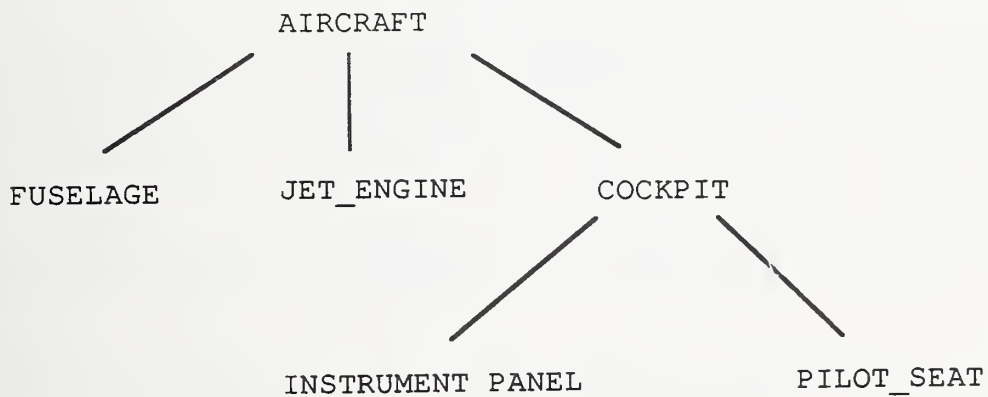 AIRCRAFT
FUSELAGE JET_ENGINE COCKPIT
INSTRUMENT PANEL PILOT_SEAT